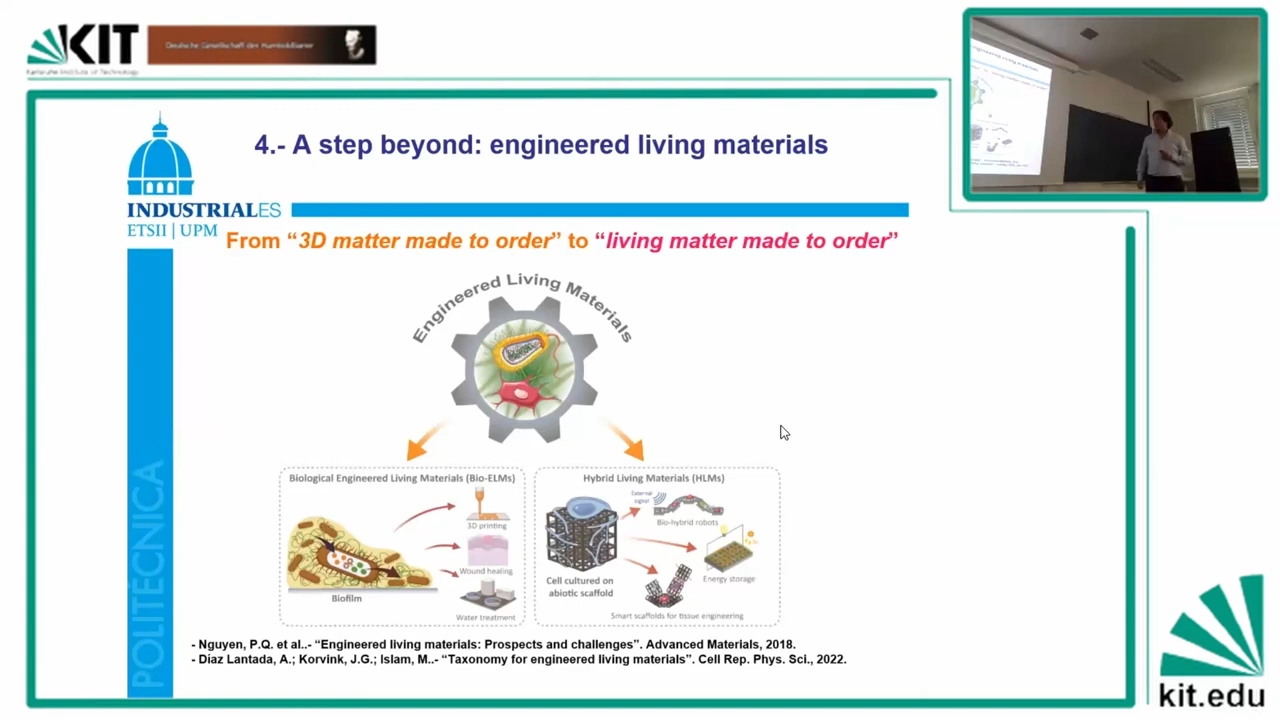 KIT
Karlsruhe Institute of Technology
Deutsche Gesellschaft der Humboldtianer
4.- A step beyond: engineered living materials
INDUSTRIALES
ETSII | UPM
From “3D matter made to order” to “living matter made to order”
Engineered Living Materials
Biological Engineered Living Materials (Bio-ELMs)
3D printing
Wound healing
Water treatment
Biofilm
Hybrid Living Materials (HLMs)
External signal
Bio-hybrid robots
Energy storage
Cell cultured on
abiotic scaffold
Smart scaffolds for tissue engineering
- Nguyen, P.Q. et al..- “Engineered living materials: Prospects and challenges”. Advanced Materials, 2018.
- Díaz Lantada, A.; Korvink, J.G.; Islam, M..- “Taxonomy for engineered living materials”. Cell Rep. Phys. Sci., 2022.
POLITÉCNICA
kit.edu